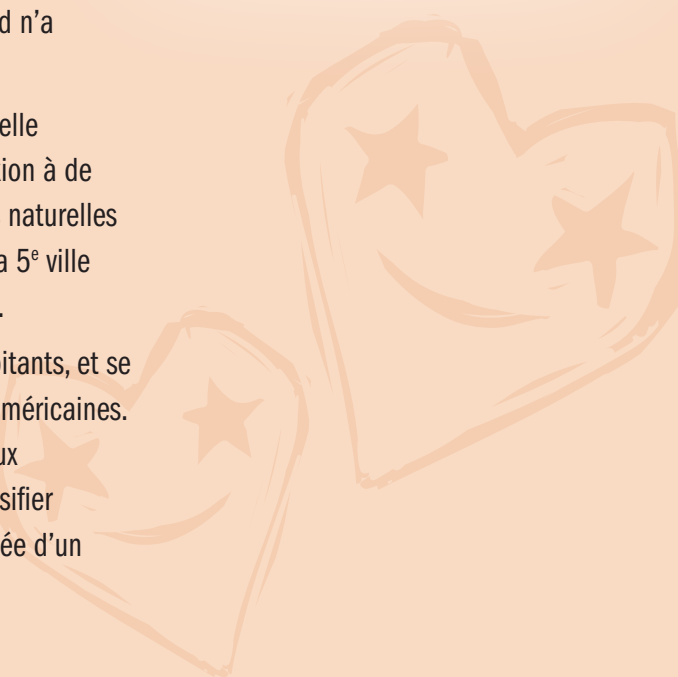 d n'a
elle
ion à de
naturelles
a 5e ville
.
itants, et se
méricaines.
ux
sifier
ée d'un